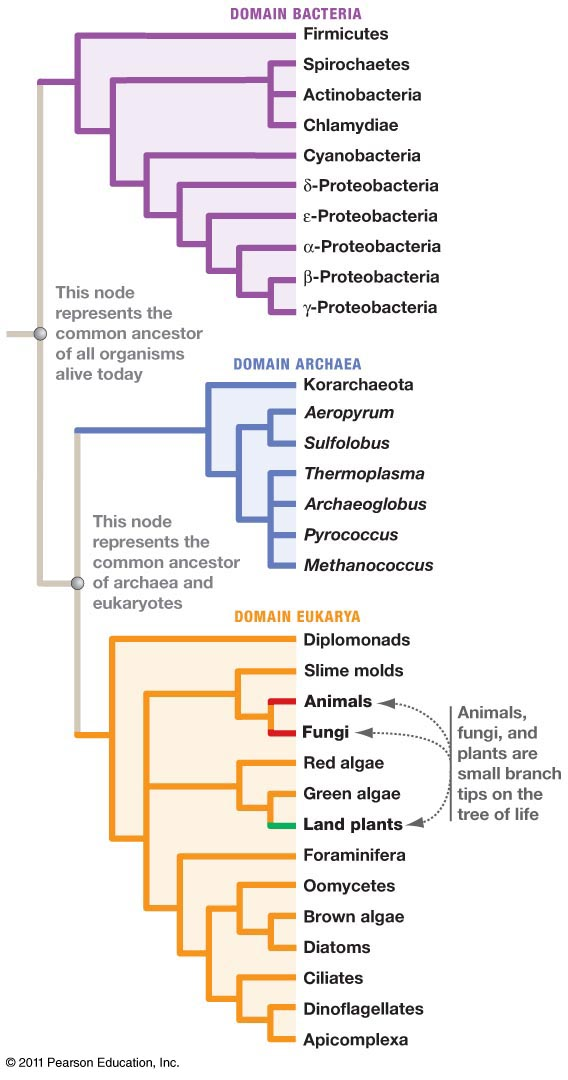 DOMAIN BACTERIA
Firmicutes
Spirochaetes
Actinobacteria
Chlamydiae
Cyanobacteria
δ-Proteobacteria
ε-Proteobacteria
α-Proteobacteria
β-Proteobacteria
γ-Proteobacteria
This node
represents the
common ancestor
of all organisms
alive today
DOMAIN ARCHAEA
Korarchaeota
Aeropyrum
Sulfolobus
Thermoplasma
Archaeoglobus
Pyrococcus
Methanococcus
This node
represents the
common ancestor
of archaea and
eukaryotes
DOMAIN EUKARYA
Diplomonads
Slime molds
Animals
Fungi
Red algae
Green algae
Land plants
Foraminifera
Oomycetes
Brown algae
Diatoms
Ciliates
Dinoflagellates
Apicomplexa
Animals,
fungi, and
plants are
small branch
tips on the
tree of life
© 2011 Pearson Education, Inc.